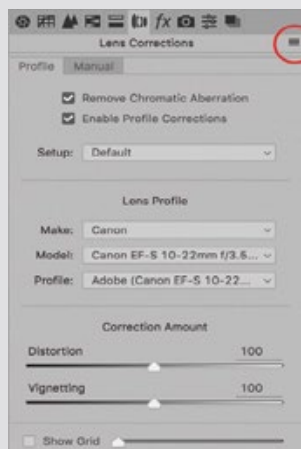 fx
Lens Corrections
Profile Manual
Remove Chromatic Aberration
Enable Profile Corrections
Setup: Default
Lens Profile
Make: Canon
Model: Canon EF-S 10-22mm f/3.5...
Profile: Adobe (Canon EF-S 10-22...
Correction Amount
Distortion 100
Vignetting 100
Show Grid